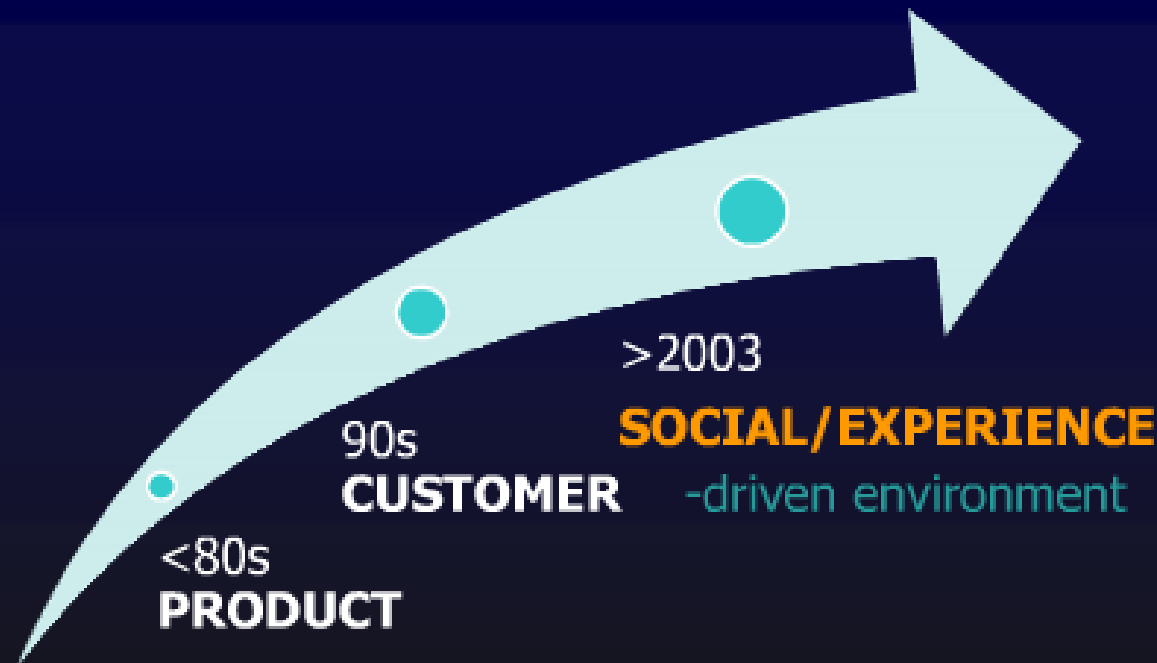 <80s
PRODUCT
90s
CUSTOMER
>2003
SOCIAL/EXPERIENCE
-driven environment